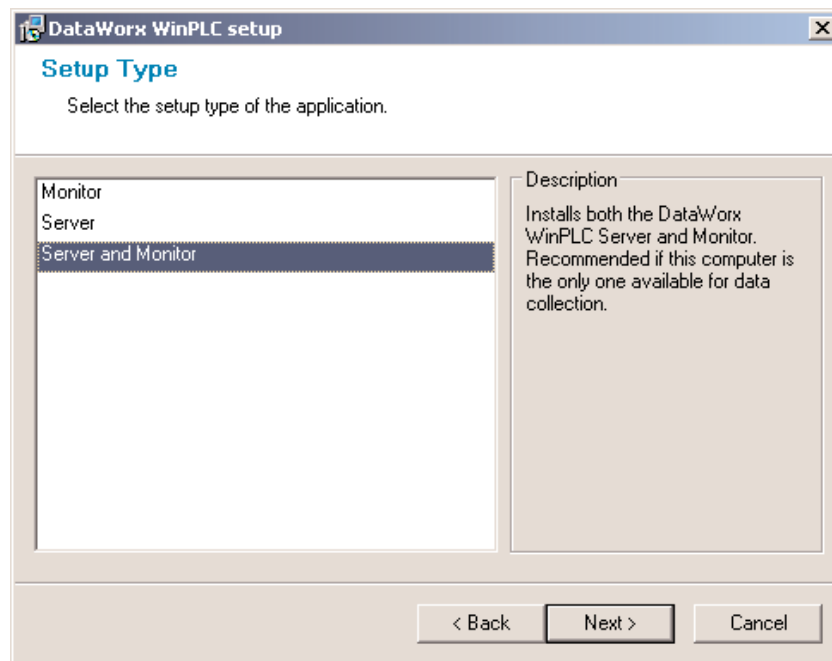 DataWorx WinPLC setup
Setup Type
Select the setup type of the application.
Monitor
Server
Server and Monitor
Description
Installs both the DataWorx
WinPLC Server and Monitor.
Recommended if this computer is
the only one available for data
collection.
< Back
Next >
Cancel